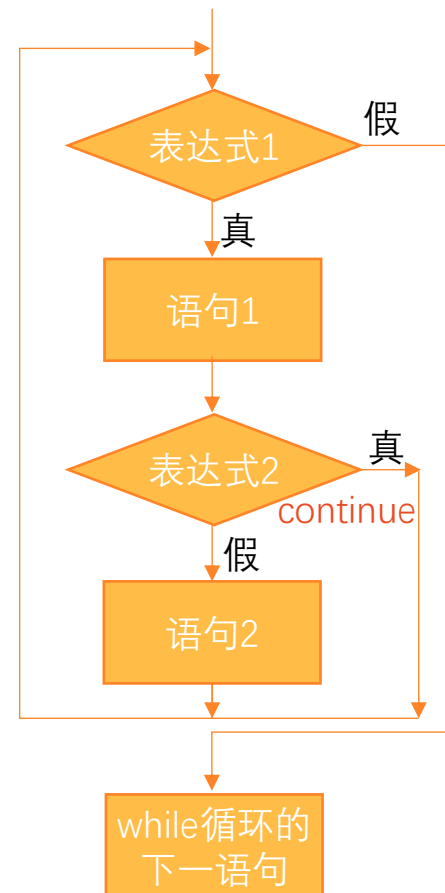 表达式1
假
真
语句1
表达式2
真
continue
假
语句2
while循环的
下一语句